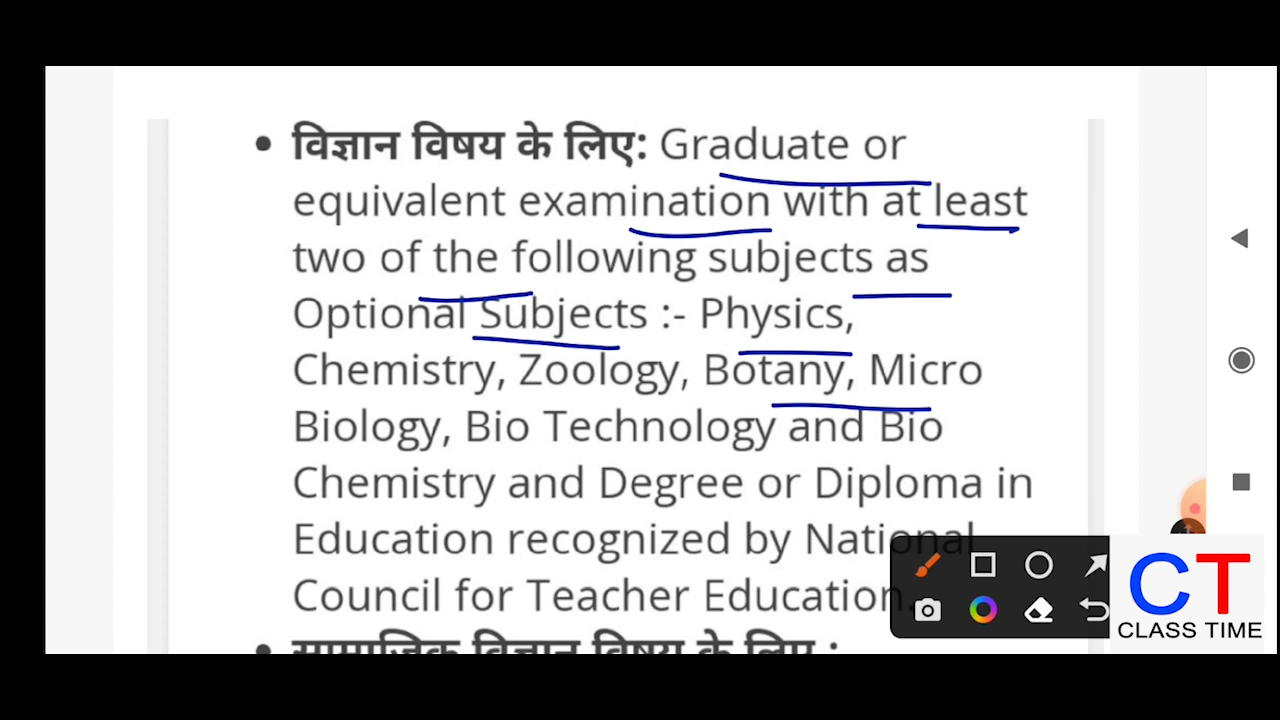 • विज्ञान विषय के लिए: Graduate or
equivalent examination with at least
two of the following subjects as
Optional Subjects :- Physics,
Chemistry, Zoology, Botany, Micro
Biology, Bio Technology and Bio
Chemistry and Degree or Diploma in
Education recognized by National
Council for Teacher Education.
• सामाजिक विज्ञान विषय के लिए :
CT
CLASS TIME